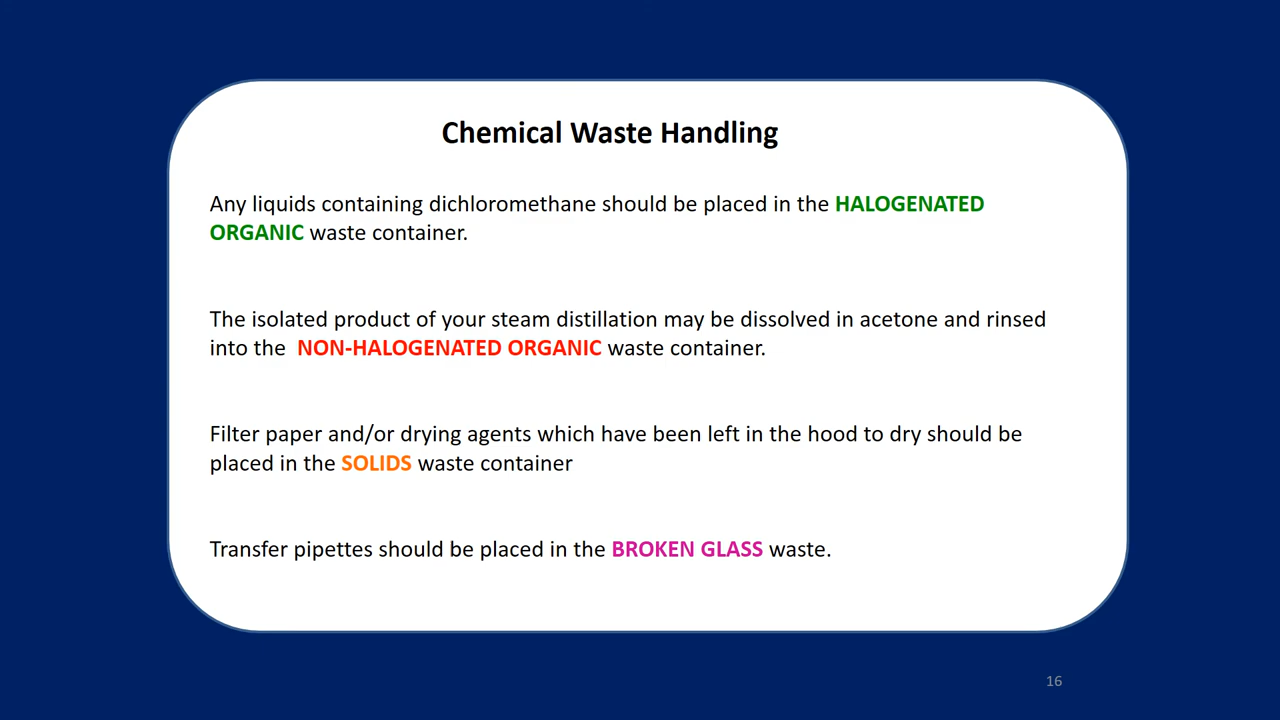 Chemical Waste Handling
Any liquids containing dichloromethane should be placed in the HALOGENATED
ORGANIC waste container.
The isolated product of your steam distillation may be dissolved in acetone and rinsed
into the  NON-HALOGENATED ORGANIC waste container.
Filter paper and/or drying agents which have been left in the hood to dry should be
placed in the SOLIDS waste container
Transfer pipettes should be placed in the BROKEN GLASS waste.
16